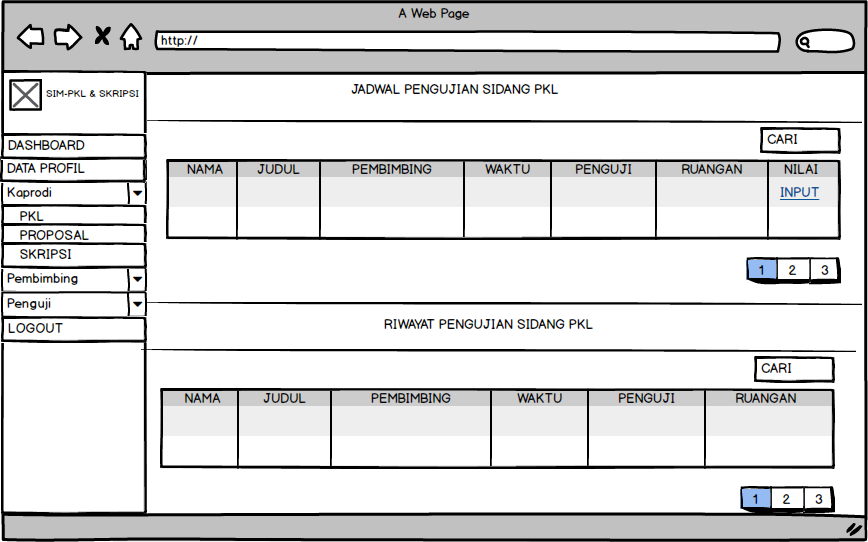 A Web Page
http://
SIM-PKL & SKRIPSI
DASHBOARD
DATA PROFIL
Kaprodi
PKL
PROPOSAL
SKRIPSI
Pembimbing
Penguji
LOGOUT
JADWAL PENGUJIAN SIDANG PKL
CARI
NAMA JUDUL PEMBIMBING WAKTU PENGUJI RUANGAN NILAI
INPUT
1 2 3
RIWAYAT PENGUJIAN SIDANG PKL
CARI
NAMA JUDUL PEMBIMBING WAKTU PENGUJI RUANGAN
1 2 3